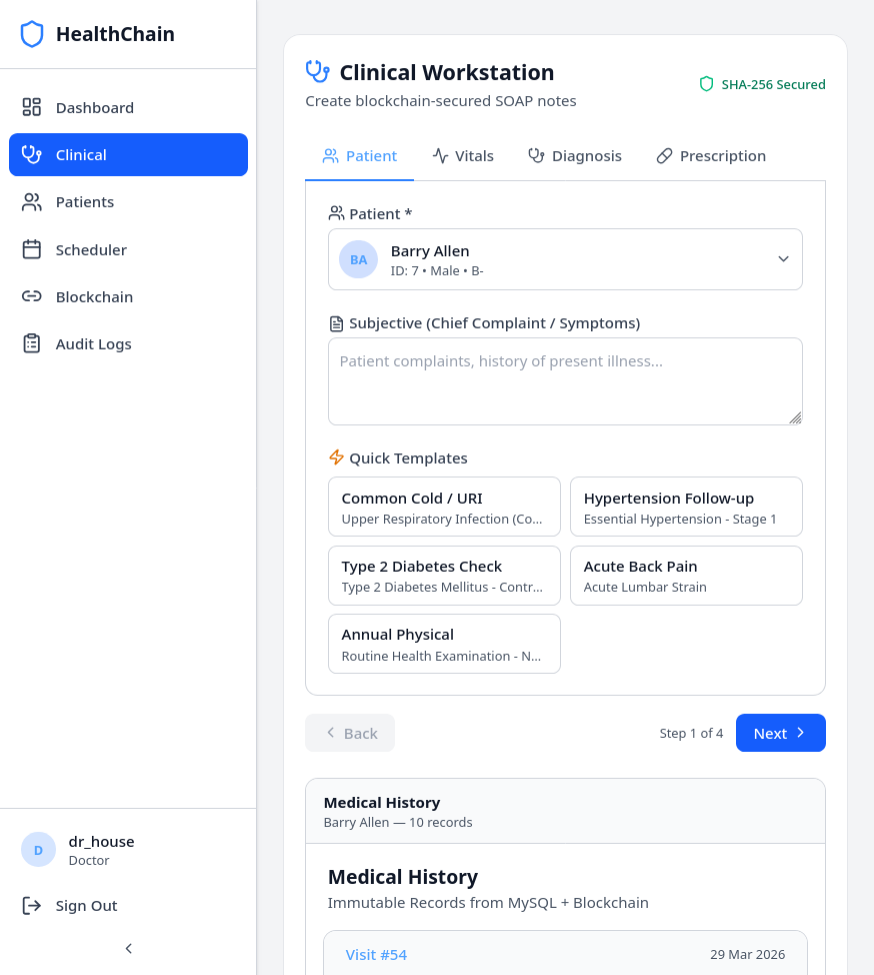 HealthChain
Dashboard
Clinical
Patients
Scheduler
Blockchain
Audit Logs
D
dr_house
Doctor
Sign Out
Clinical Workstation
Create blockchain-secured SOAP notes
SHA-256 Secured
Patient
Vitals
Diagnosis
Prescription
Patient *
BA
Barry Allen
ID: 7 • Male • B-
Subjective (Chief Complaint / Symptoms)
Patient complaints, history of present illness...
Quick Templates
Common Cold / URI
Upper Respiratory Infection (Co...
Hypertension Follow-up
Essential Hypertension - Stage 1
Type 2 Diabetes Check
Type 2 Diabetes Mellitus - Contr...
Acute Back Pain
Acute Lumbar Strain
Annual Physical
Routine Health Examination - N...
Back
Step 1 of 4
Next
Medical History
Barry Allen — 10 records
Medical History
Immutable Records from MySQL + Blockchain
Visit #54
29 Mar 2026